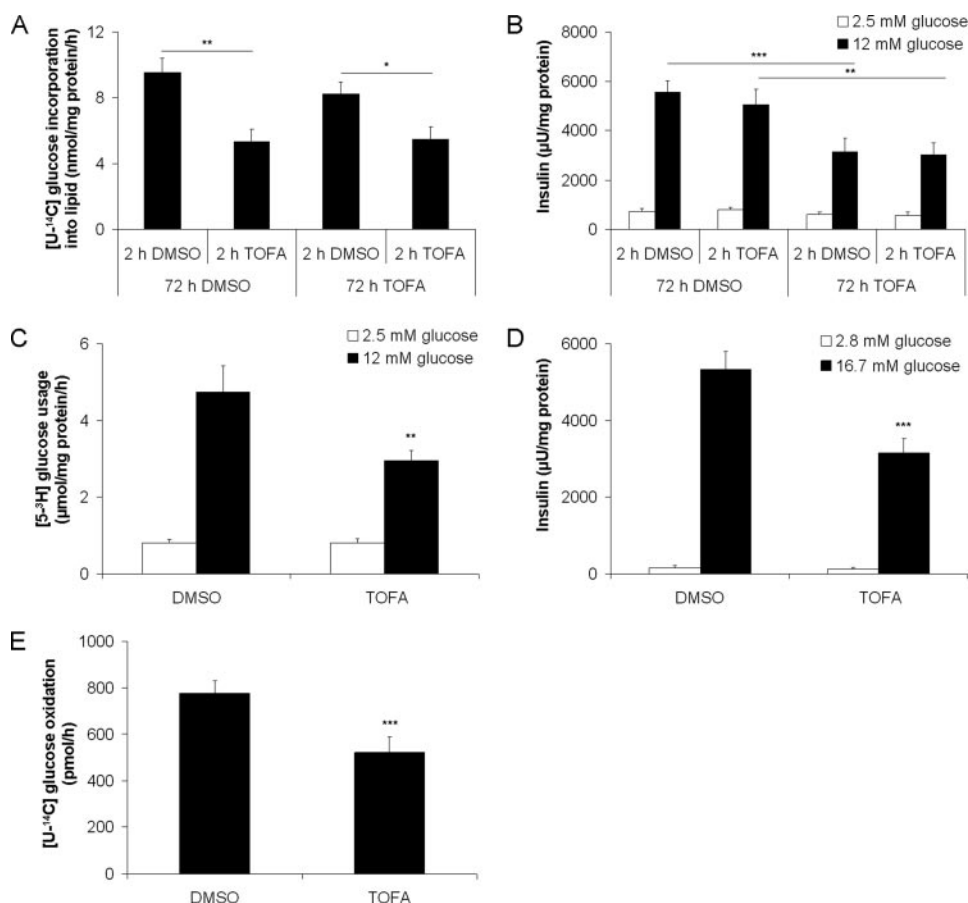 A
[U-¹⁴C] glucose incorporation
into lipid (nmol/mg protein/h)
12
8
4
0
**
*
2 h DMSO 2 h TOFA 2 h DMSO 2 h TOFA
72 h DMSO 72 h TOFA
B
2.5 mM glucose
12 mM glucose
Insulin (µU/mg protein)
8000
6000
4000
2000
0
***
**
2 h DMSO 2 h TOFA 2 h DMSO 2 h TOFA
72 h DMSO 72 h TOFA
C
2.5 mM glucose
12 mM glucose
[5-³H] glucose usage
(µmol/mg protein/h)
6
4
2
0
**
DMSO TOFA
D
2.8 mM glucose
16.7 mM glucose
Insulin (µU/mg protein)
6000
4000
2000
0
***
DMSO TOFA
E
[U-¹⁴C] glucose oxidation
(pmol/h)
1000
800
600
400
200
0
***
DMSO TOFA